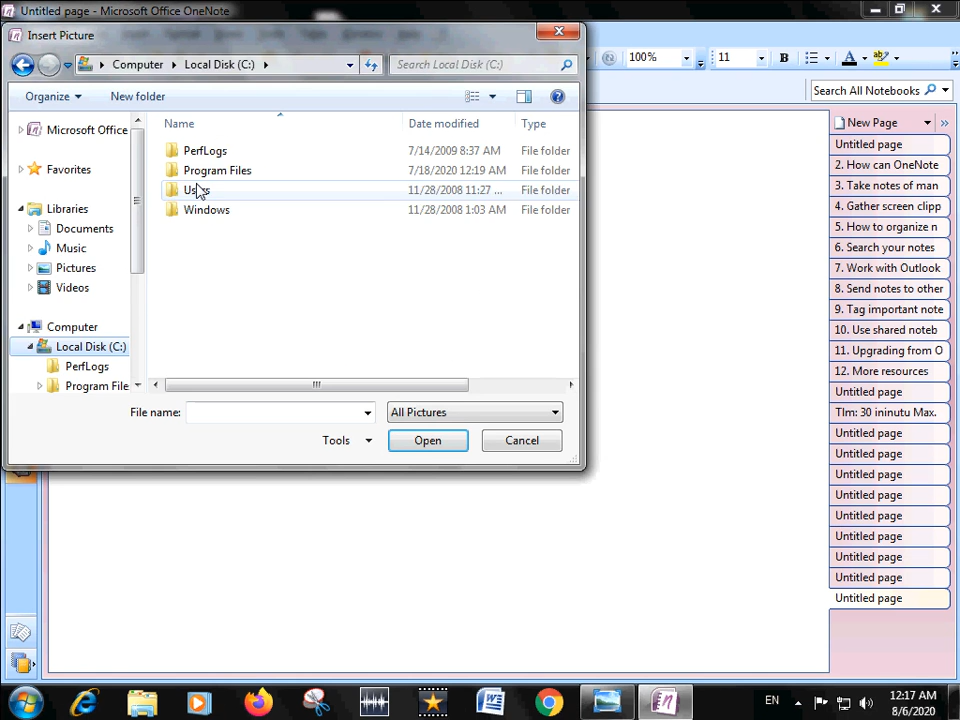 Untitled page - Microsoft Office OneNote
Insert Picture
Computer Local Disk (C:)
Search Local Disk (C:)
100%
11
B
A
ab
Organize
New folder
Search All Notebooks
Name
Date modified
Type
New Page
Microsoft Office
Favorites
Libraries
Documents
Music
Pictures
Videos
Computer
Local Disk (C:)
PerfLogs
Program File
PerfLogs 7/14/2009 8:37 AM File folder
Program Files 7/18/2020 12:19 AM File folder
Users 11/28/2008 11:27 ... File folder
Windows 11/28/2008 1:03 AM File folder
File name:
All Pictures
Tools
Open
Cancel
Untitled page
2. How can OneNote
3. Take notes of man
4. Gather screen clipp
5. How to organize n
6. Search your notes
7. Work with Outlook
8. Send notes to other
9. Tag important note
10. Use shared noteb
11. Upgrading from O
12. More resources
Untitled page
TIm: 30 ininutu Max.
Untitled page
Untitled page
Untitled page
Untitled page
Untitled page
Untitled page
Untitled page
Untitled page
Untitled page
EN
12:17 AM
8/6/2020